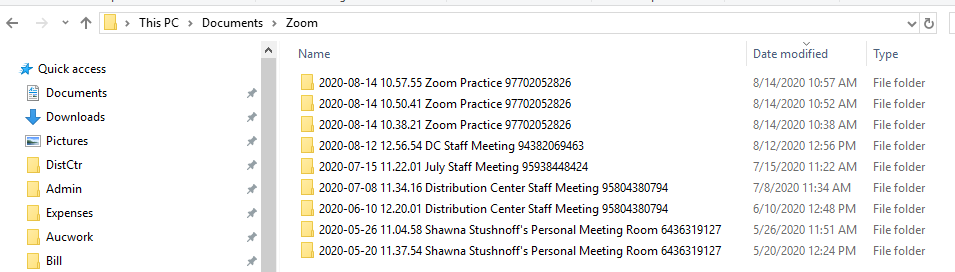 This PC > Documents > Zoom
Name Date modified Type
Quick access
Documents
Downloads
Pictures
DistCtr
Admin
Expenses
Aucwork
Bill
2020-08-14 10.57.55 Zoom Practice 97702052826 8/14/2020 10:57 AM File folder
2020-08-14 10.50.41 Zoom Practice 97702052826 8/14/2020 10:52 AM File folder
2020-08-14 10.38.21 Zoom Practice 97702052826 8/14/2020 10:38 AM File folder
2020-08-12 12.56.54 DC Staff Meeting 94382069463 8/12/2020 12:56 PM File folder
2020-07-15 11.22.01 July Staff Meeting 95938448424 7/15/2020 11:22 AM File folder
2020-07-08 11.34.16 Distribution Center Staff Meeting 95804380794 7/8/2020 11:34 AM File folder
2020-06-10 12.20.01 Distribution Center Staff Meeting 95804380794 6/10/2020 12:48 PM File folder
2020-05-26 11.04.58 Shawna Stushnoff's Personal Meeting Room 6436319127 5/26/2020 11:51 AM File folder
2020-05-20 11.37.54 Shawna Stushnoff's Personal Meeting Room 6436319127 5/20/2020 12:24 PM File folder